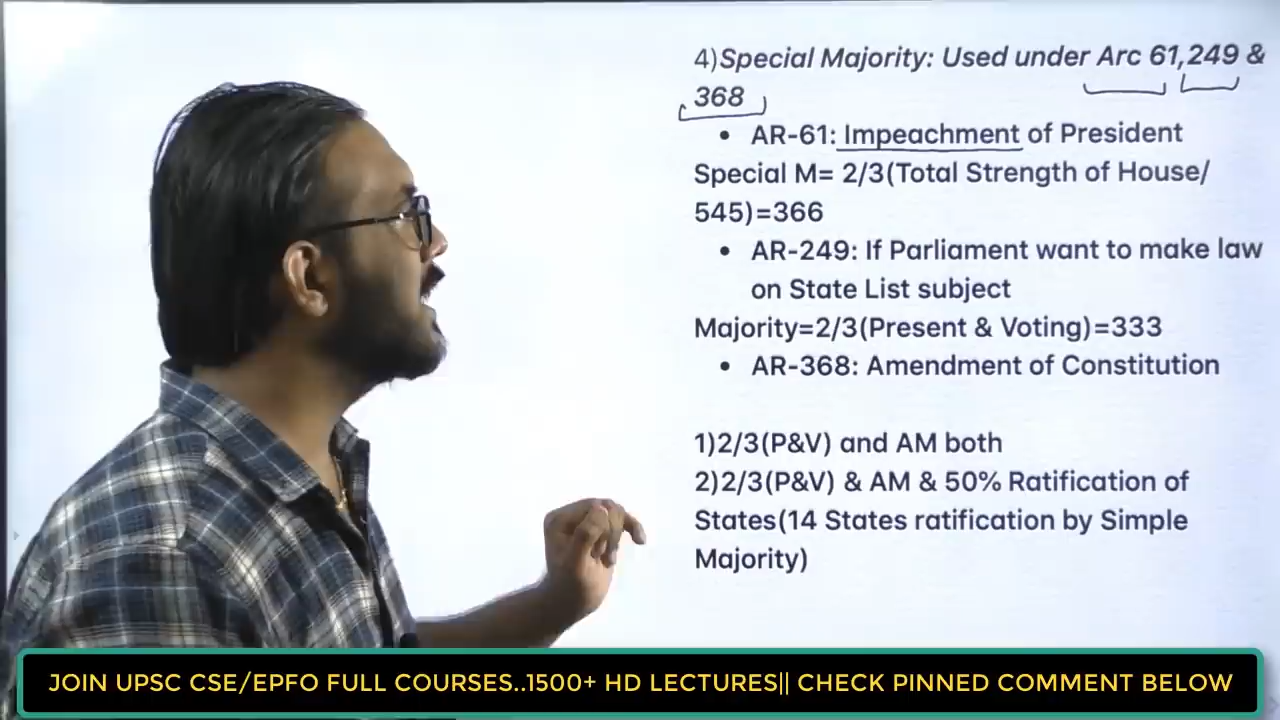 4)Special Majority: Used under Arc 61,249 &
368
• AR-61: Impeachment of President
Special M= 2/3(Total Strength of House/
545)=366
• AR-249: If Parliament want to make law
on State List subject
Majority=2/3(Present & Voting)=333
• AR-368: Amendment of Constitution
1)2/3(P&V) and AM both
2)2/3(P&V) & AM & 50% Ratification of
States(14 States ratification by Simple
Majority)
JOIN UPSC CSE/EPFO FULL COURSES..1500+ HD LECTURES|| CHECK PINNED COMMENT BELOW